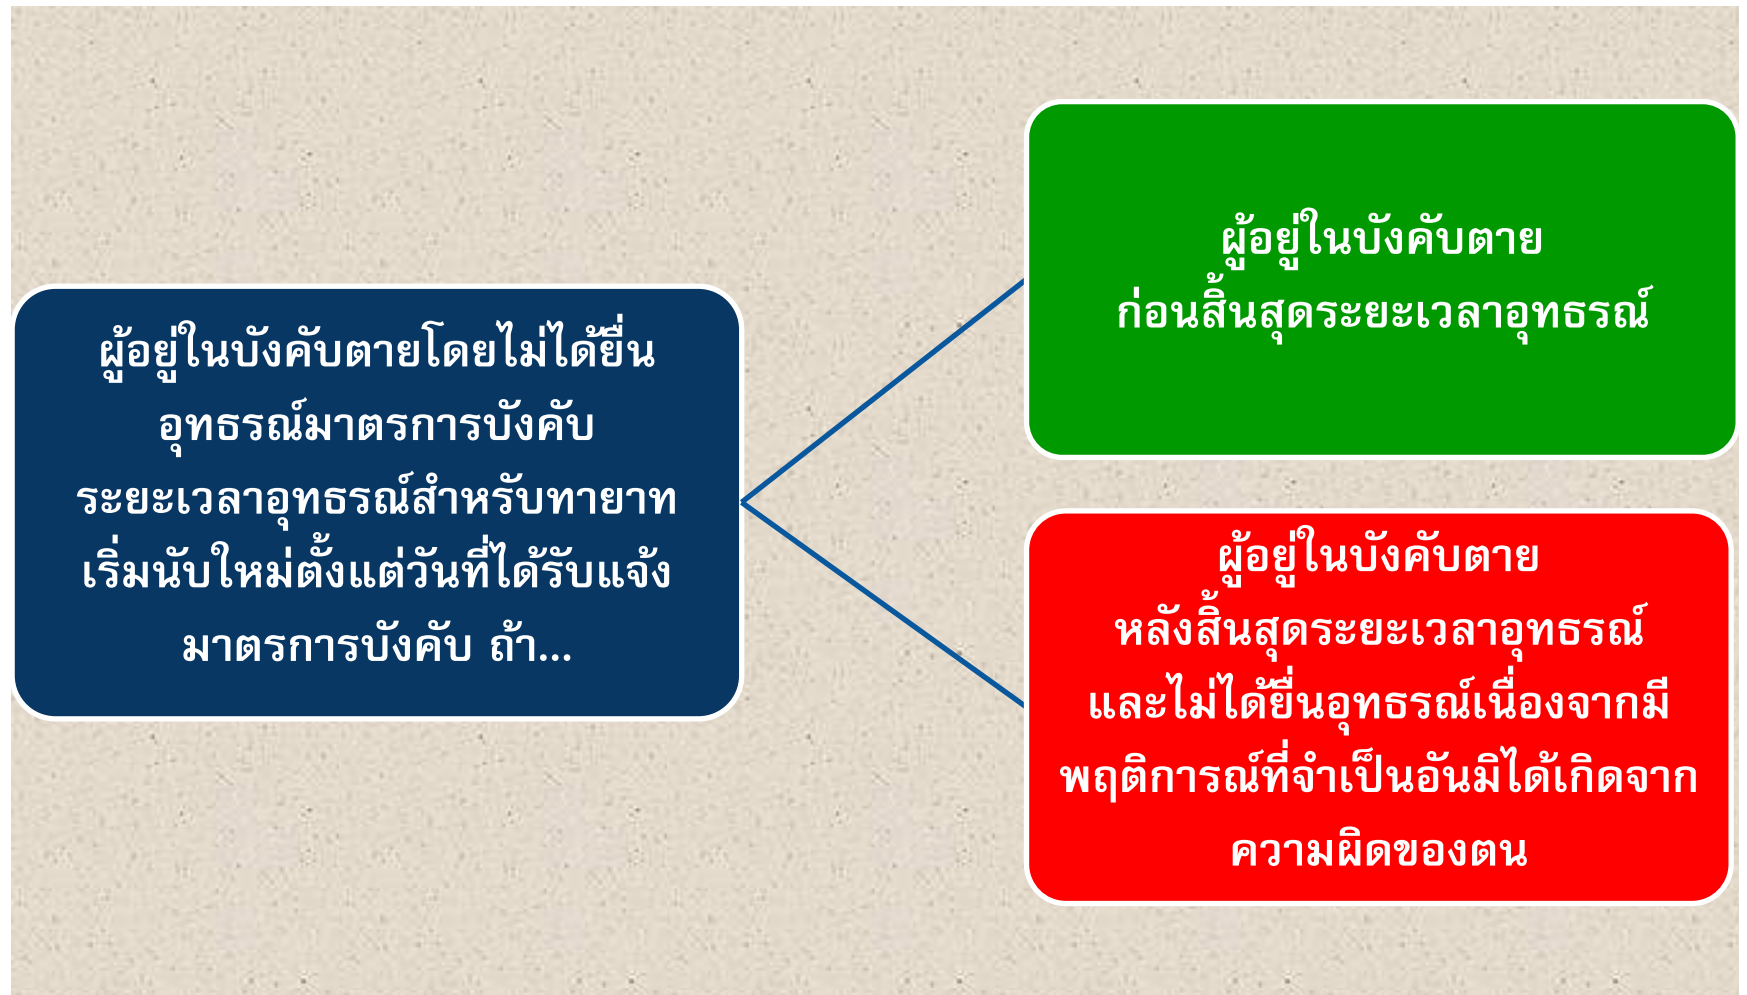 ผู้อยู่ในบังคับตายโดยไม่ได้ยื่น
อุทธรณ์มาตรการบังคับ
ระยะเวลาอุทธรณ์สำหรับทายาท
เริ่มนับใหม่ตั้งแต่วันที่ได้รับแจ้ง
มาตรการบังคับ ถ้า...
ผู้อยู่ในบังคับตาย
ก่อนสิ้นสุดระยะเวลาอุทธรณ์
ผู้อยู่ในบังคับตาย
หลังสิ้นสุดระยะเวลาอุทธรณ์
และไม่ได้ยื่นอุทธรณ์เนื่องจากมี
พฤติการณ์ที่จำเป็นอันมิได้เกิดจาก
ความผิดของตน